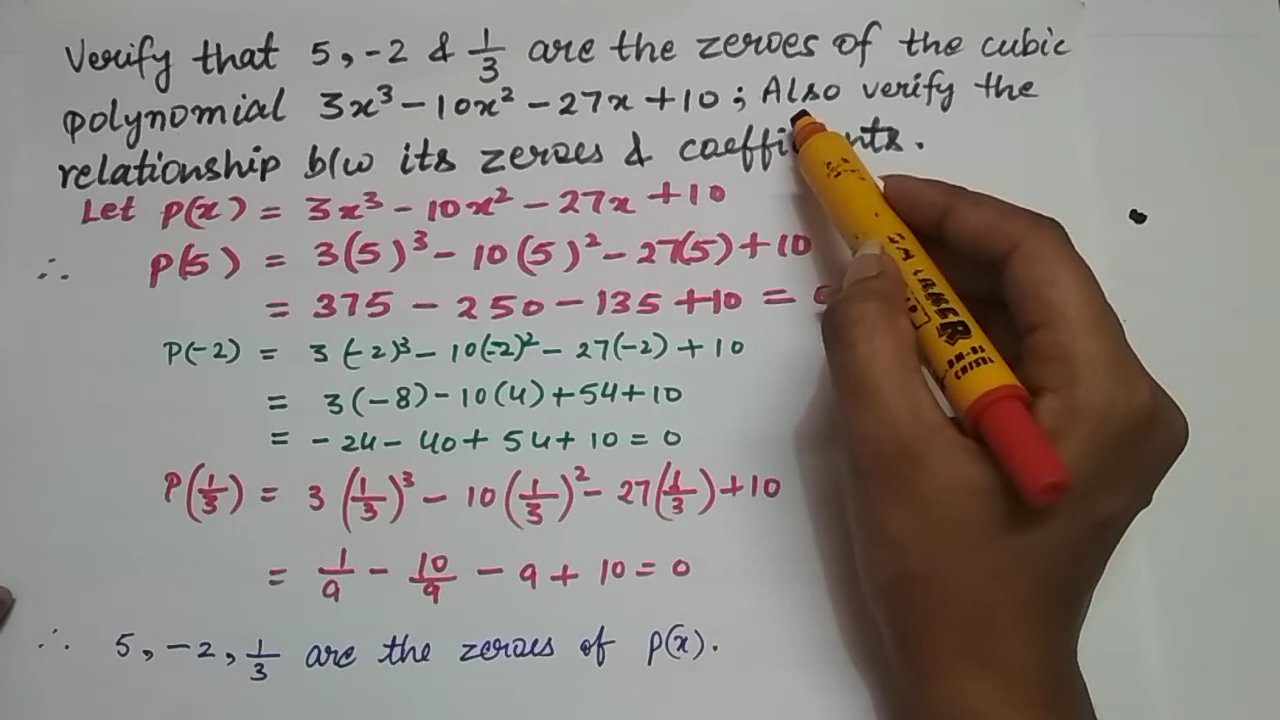 Verify that 5, -2 & 1/3 are the zeroes of the cubic
polynomial 3x³ - 10x² - 27x + 10 ; Also verify the
relationship b/w its zeroes & coefficients.
Let p(x) = 3x³ - 10x² - 27x + 10
∴ p(5) = 3(5)³ - 10(5)² - 27(5) + 10
= 375 - 250 - 135 + 10 =
P(-2) = 3(-2)³ - 10(-2)² - 27(-2) + 10
= 3(-8) - 10(4) + 54 + 10
= -24 - 40 + 54 + 10 = 0
P(1/3) = 3(1/3)³ - 10(1/3)² - 27(1/3) + 10
= 1/9 - 10/9 - 9 + 10 = 0
∴ 5, -2, 1/3 are the zeroes of p(x).